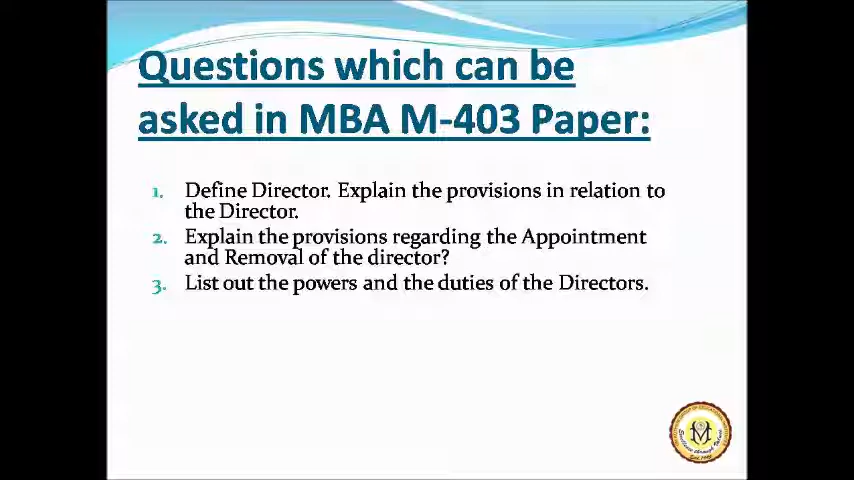 Questions which can be
asked in MBA M-403 Paper:
1. Define Director. Explain the provisions in relation to
the Director.
2. Explain the provisions regarding the Appointment
and Removal of the director?
3. List out the powers and the duties of the Directors.